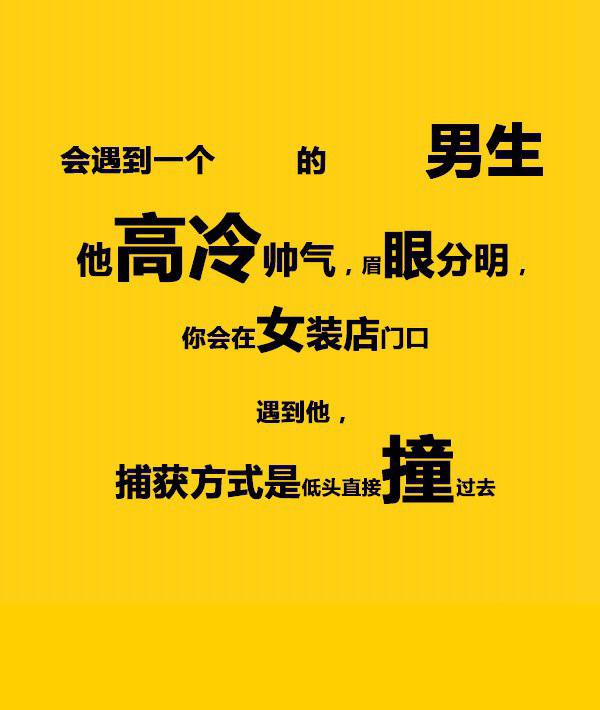 会遇到一个 的 男生
他高冷帅气，眉眼分明，
你会在女装店门口
遇到他，
捕获方式是低头直接撞过去